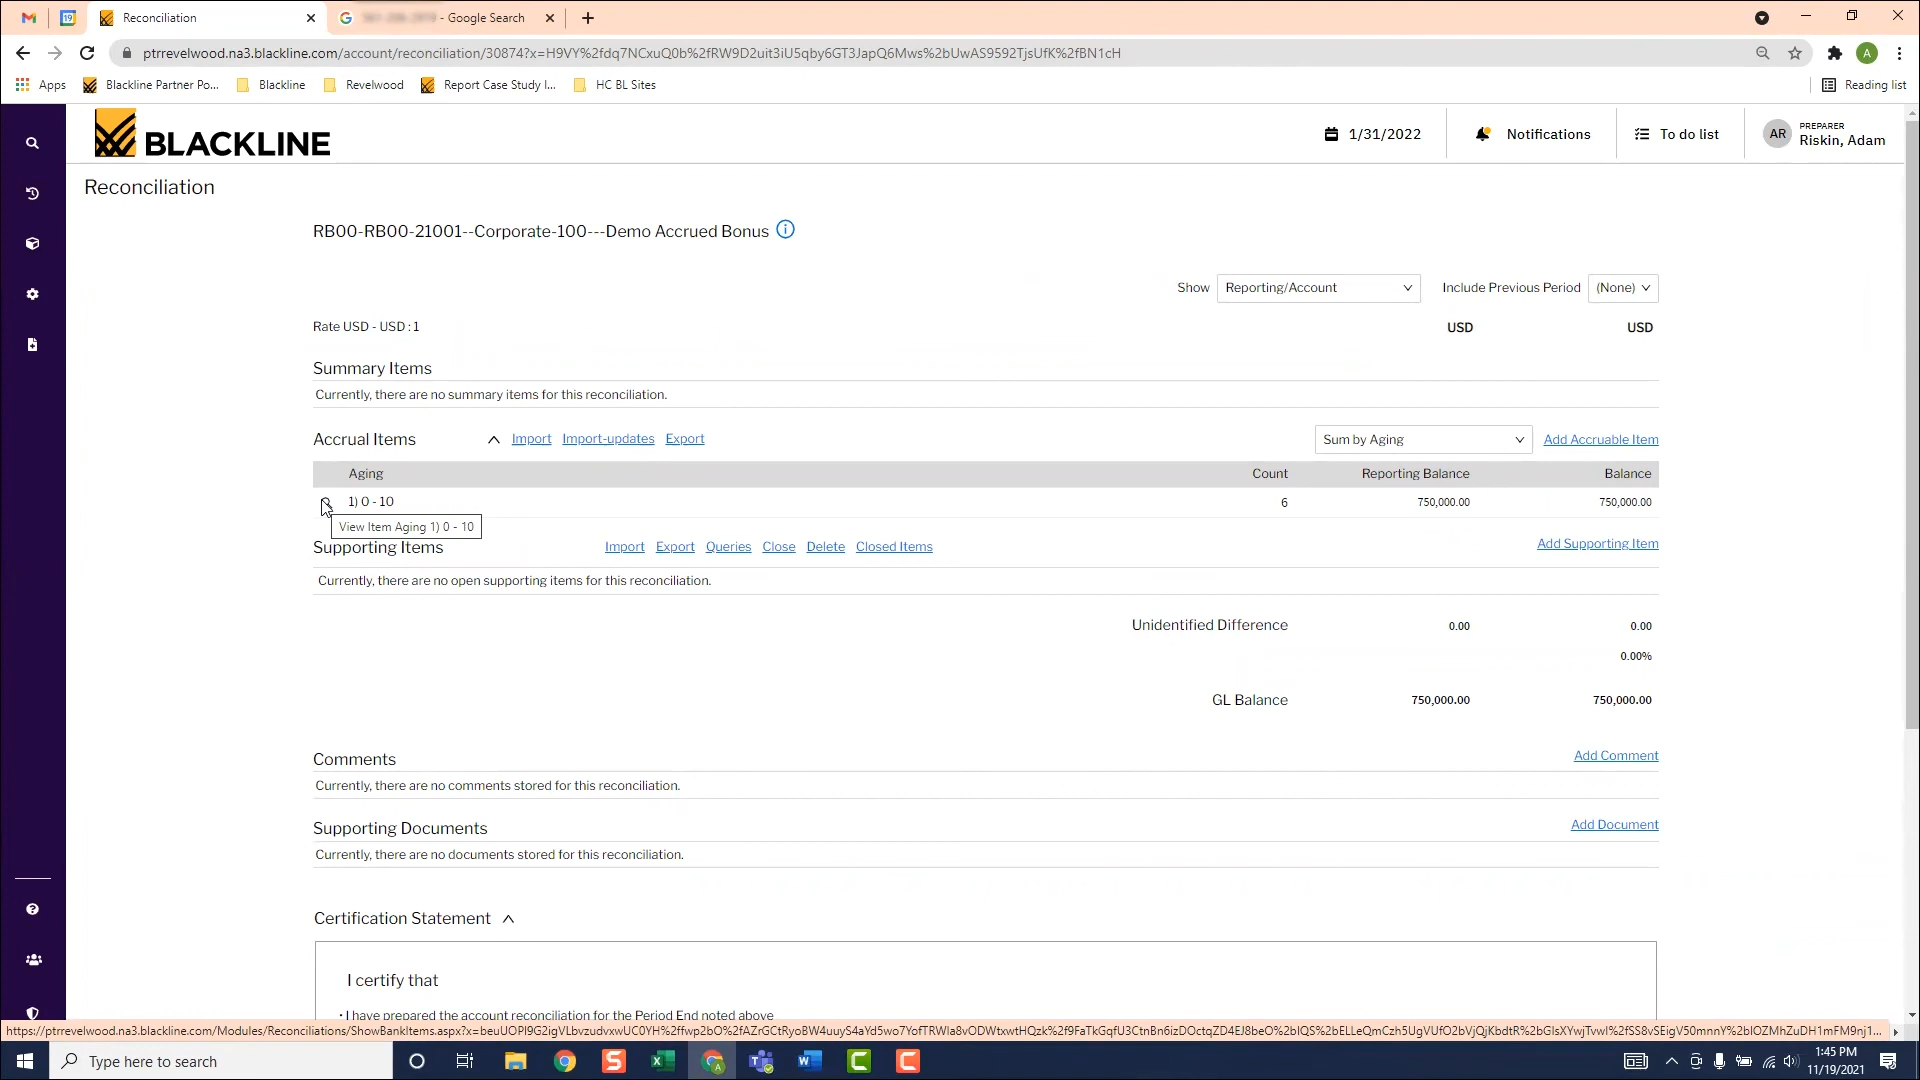 Reconciliation
- Google Search
ptrrevelwood.na3.blackline.com/account/reconciliation/30874?x=H9VY%2fdq7NCxuQ0b%2fRW9D2uit3iU5qby6GT3JapQ6Mws%2bUwAS9592TjsUfK%2fBN1cH
A
Apps
Blackline Partner Po...
Blackline
Revelwood
Report Case Study I...
HC BL Sites
Reading list
BLACKLINE
1/31/2022
Notifications
To do list
AR
PREPARER
Riskin, Adam
Reconciliation
RB00-RB00-21001--Corporate-100---Demo Accrued Bonus
Show
Reporting/Account
Include Previous Period
(None)
Rate USD - USD : 1
USD
USD
Summary Items
Currently, there are no summary items for this reconciliation.
Accrual Items
Import
Import-updates
Export
Sum by Aging
Add Accruable Item
Aging
Count
Reporting Balance
Balance
1) 0 - 10
6
750,000.00
750,000.00
View Item Aging 1) 0 - 10
Supporting Items
Import
Export
Queries
Close
Delete
Closed Items
Add Supporting Item
Currently, there are no open supporting items for this reconciliation.
Unidentified Difference
0.00
0.00
0.00%
GL Balance
750,000.00
750,000.00
Comments
Add Comment
Currently, there are no comments stored for this reconciliation.
Supporting Documents
Add Document
Currently, there are no documents stored for this reconciliation.
Certification Statement
I certify that
• I have prepared the account reconciliation for the Period End noted above
Type here to search
1:45 PM
11/19/2021